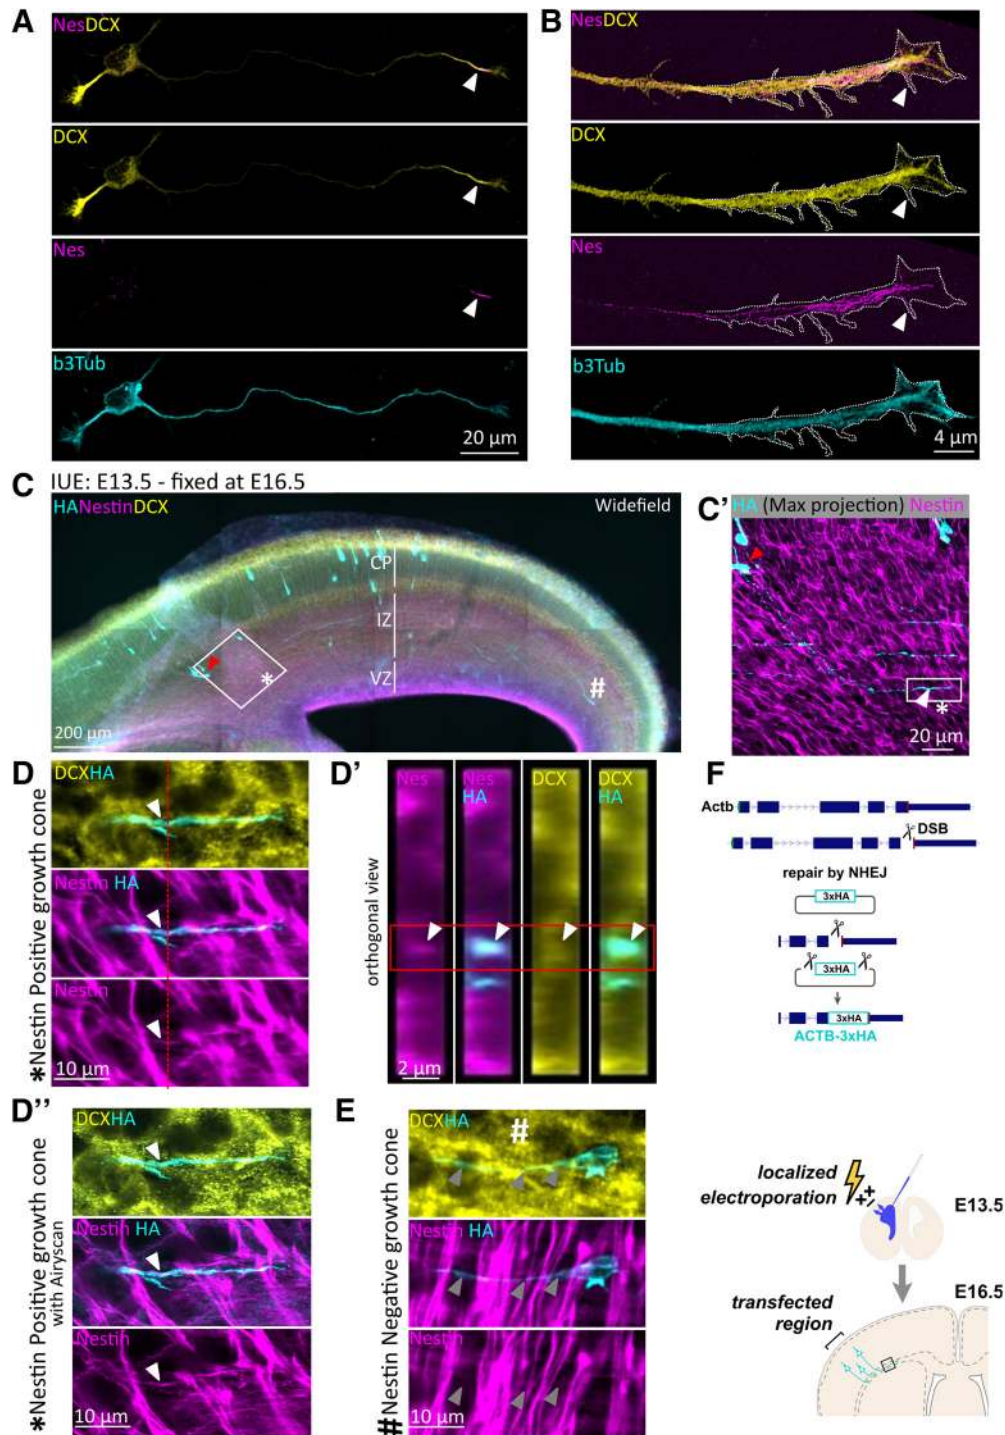 A
NesDCX
DCX
Nes
b3Tub
20 µm
B
NesDCX
DCX
Nes
b3Tub
4 µm
C
IUE: E13.5 - fixed at E16.5
HANestinDCX
Widefield
CP
IZ
VZ
*
#
200 µm
C'
HA (Max projection) Nestin
*
20 µm
D
*Nestin Positive growth cone
DCXHA
Nestin HA
Nestin
10 µm
D'
orthogonal view
Nes
Nes
HA
DCX
DCX
HA
2 µm
F
Actb
DSB
repair by NHEJ
3xHA
3xHA
3xHA
ACTB-3xHA
D''
*Nestin Positive growth cone
with Airyscan
DCXHA
Nestin HA
Nestin
10 µm
E
#Nestin Negative growth cone
DCXHA
#
Nestin HA
Nestin
10 µm
localized
electroporation
++
E13.5
E16.5
transfected
region